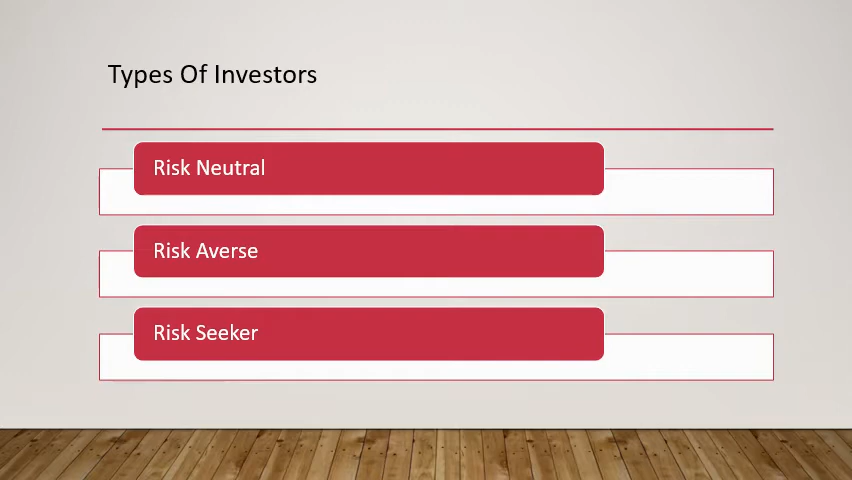 Types Of Investors
Risk Neutral
Risk Averse
Risk Seeker